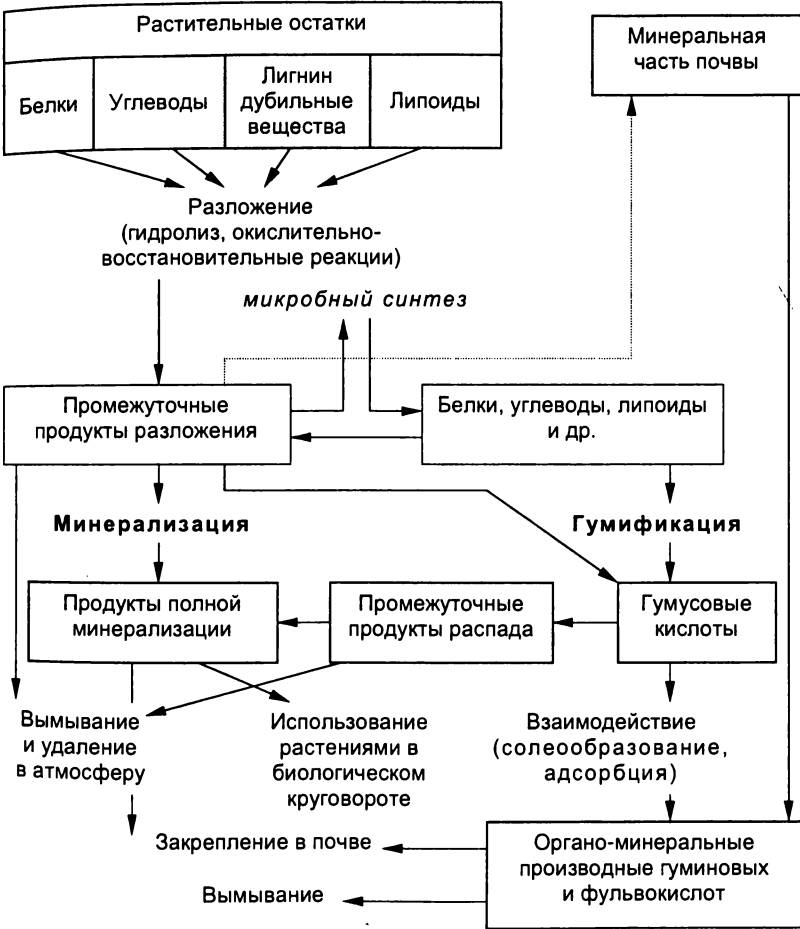 Растительные остатки
Белки
Углеводы
Лигнин
дубильные
вещества
Липоиды
Минеральная
часть почвы
Разложение
(гидролиз, окислительно-
восстановительные реакции)
микробный синтез
Промежуточные
продукты разложения
Белки, углеводы, липоиды
и др.
Минерализация
Гумификация
Продукты полной
минерализации
Промежуточные
продукты распада
Гумусовые
кислоты
Вымывание
и удаление
в атмосферу
Использование
растениями в
биологическом
круговороте
Взаимодействие
(солеообразование,
адсорбция)
Закрепление в почве
Вымывание
Органо-минеральные
производные гуминовых
и фульвокислот